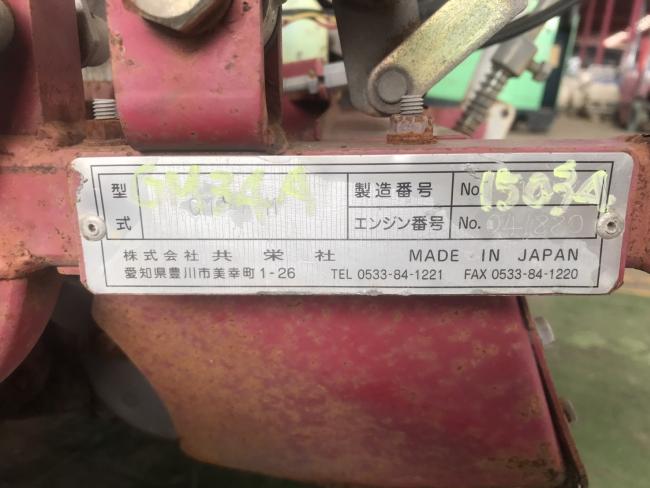 型式 GM34A
製造番号 No. 15034
エンジン番号 No.
株式会社 共栄社 MADE IN JAPAN
愛知県豊川市美幸町1-26 TEL 0533-84-1221 FAX 0533-84-1220